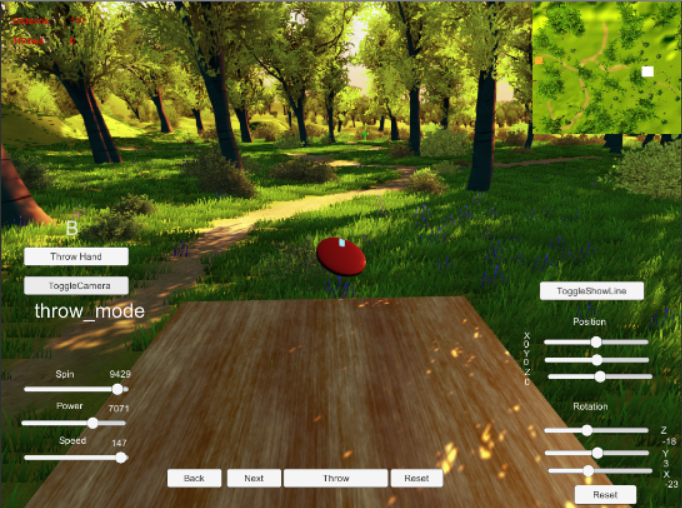 B
Throw Hand
ToggleCamera
throw_mode
Spin 9429
Power 7071
Speed 147
Back Next Throw Reset
ToggleShowLine
Position
X
0
Y
0
Z
0
Rotation
Z
-18
Y
3
X
-23
Reset